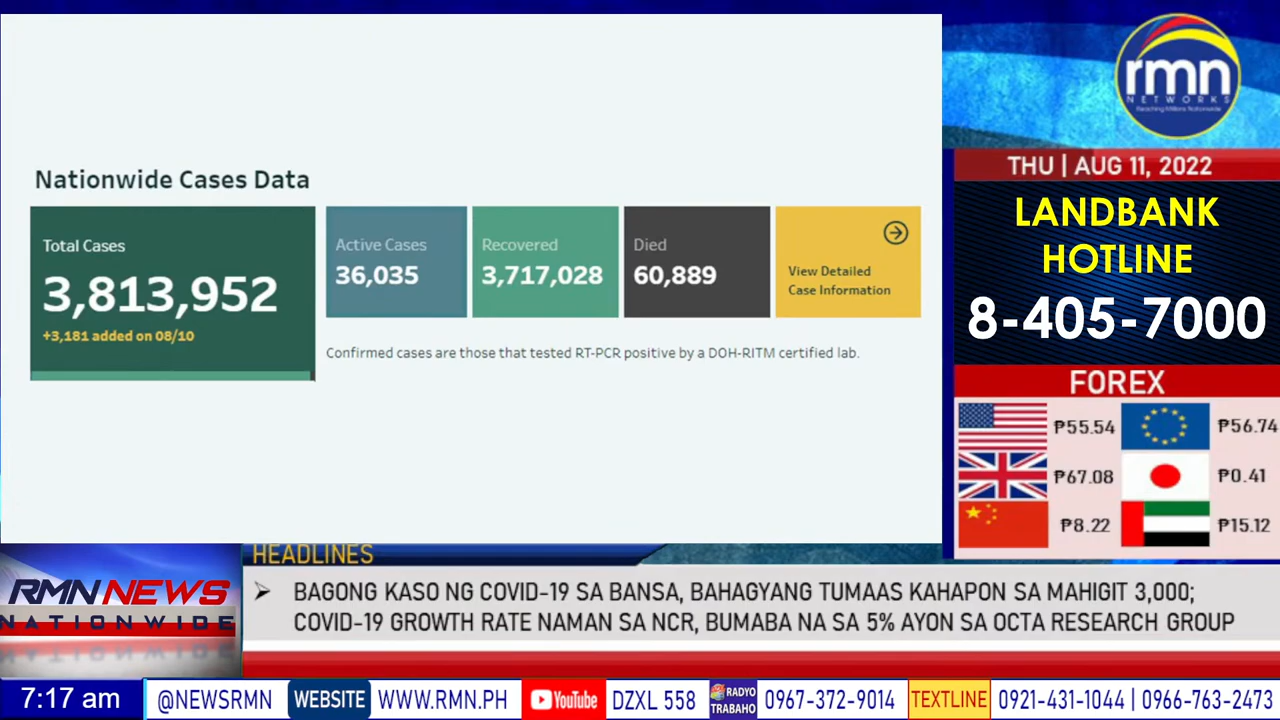 Nationwide Cases Data
Total Cases
3,813,952
+3,181 added on 08/10
Active Cases
36,035
Recovered
3,717,028
Died
60,889
View Detailed
Case Information
Confirmed cases are those that tested RT-PCR positive by a DOH-RITM certified lab.
rmn
NETWORKS
Reaching Millions Nationwide
THU | AUG 11, 2022
LANDBANK
HOTLINE
8-405-7000
FOREX
₱55.54
₱56.74
₱67.08
₱0.41
₱8.22
₱15.12
RMN NEWS
NATIONWIDE
HEADLINES
➢ BAGONG KASO NG COVID-19 SA BANSA, BAHAGYANG TUMAAS KAHAPON SA MAHIGIT 3,000;
COVID-19 GROWTH RATE NAMAN SA NCR, BUMABA NA SA 5% AYON SA OCTA RESEARCH GROUP
7:17 am
@NEWSRMN
WEBSITE
WWW.RMN.PH
YouTube
DZXL 558
RADYO
TRABAHO
0967-372-9014
TEXTLINE
0921-431-1044 | 0966-763-2473